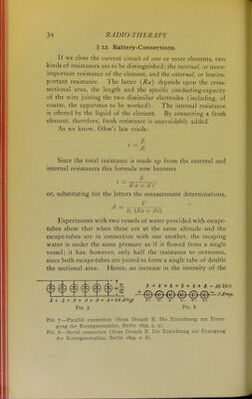 34 RADIO-THERAPY
§ 12. Battery-Connections.
If we close the current circuit of one or more elements, two
kinds of resistances are to be distinguished; the internal, or more-
important resistance of the element, and the external, or less-im-
portant resistance. The latter (Ra) depends upon the cross-
sectional area, the length and the specific conducting-capacity
of the wire joining the two dissimilar elements (including, of
course, the apparatus to be worked). The internal resistance
is offered by the liquid of the element. By connecting a fresh
element, therefore, fresh resistance is unavoidably added.
As we know, Ohm's law reads:
Since the total resistance is made up from the external and
internal resistances this formula now becomes
or, substituting for the letters the measurement determinations,
Experiments with two vessels of water provided with escape-
tubes show that when these are at the same altitude and the
escape-tubes are in connection with one another, the escaping
water is under the same pressure as if it flowed from a single
vessel; it has, however, only half the resistance to overcome,
since both escape-tubes are joined to form a single tube of double
the sectional area. Hence, an increase in the intensity of the
Fig. 7
Fig. 8.
Fig. 7.—Parallel connection (from Donath B. Die Einrichtung zur Erzeu-
gung der Röntgenstrahlen, Berlin 1899, p. 9).
Fig. 8.—Serial connection (from Donath B. Die Einrichtung zur Erzeugung
der Röntgenstrahlen. Berlin 1899, p. 8).